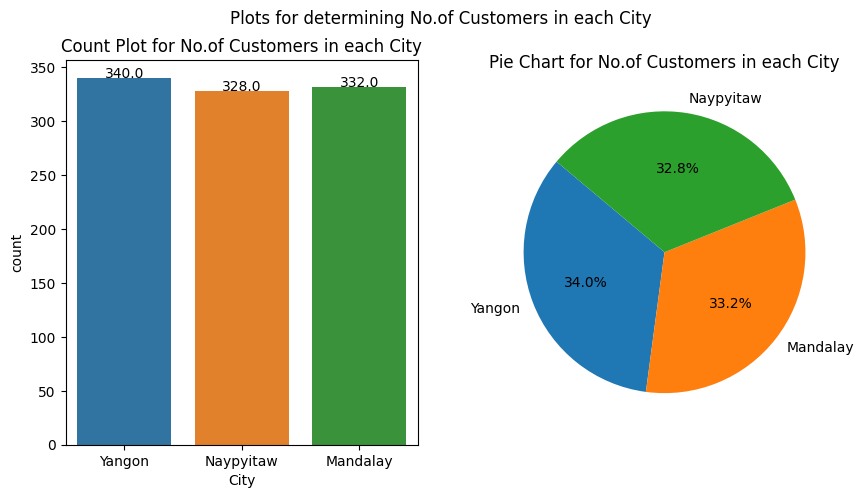 Plots for determining No.of Customers in each City
Count Plot for No.of Customers in each City
350
300
250
200
150
100
50
0
count
340.0
328.0
332.0
Yangon
Naypyitaw
Mandalay
City
Pie Chart for No.of Customers in each City
Naypyitaw
32.8%
34.0%
Yangon
33.2%
Mandalay